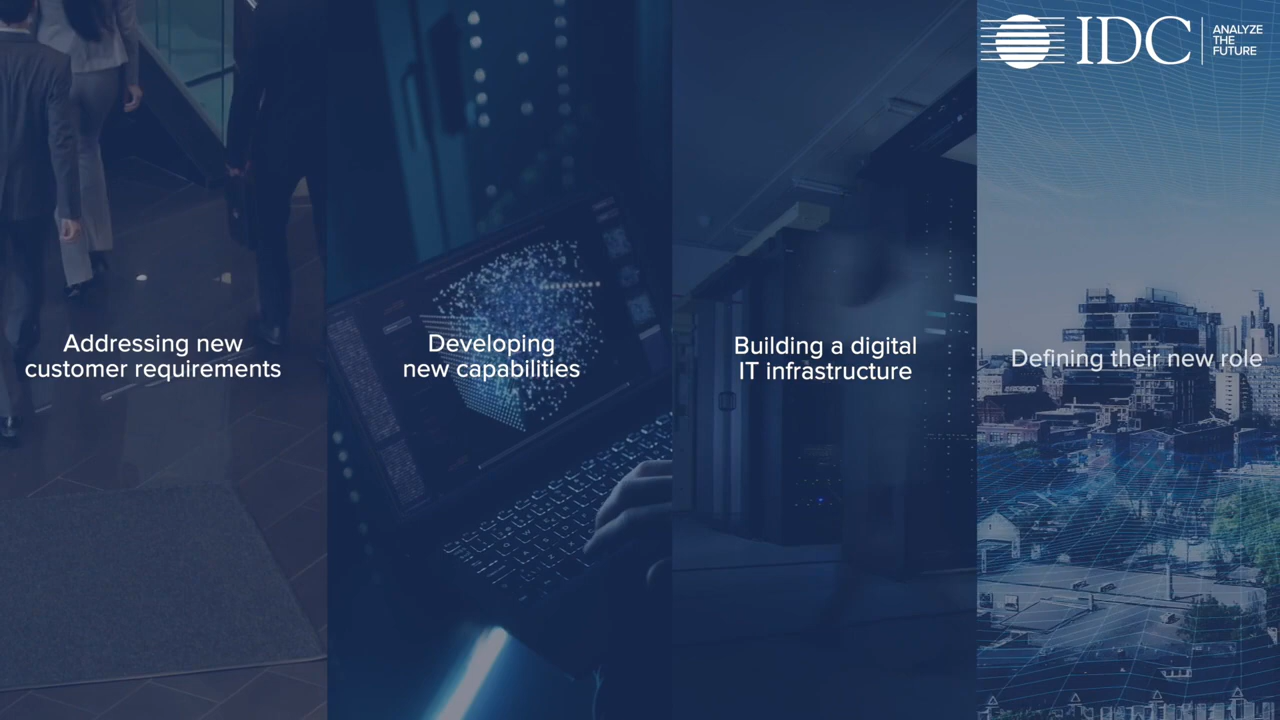 IDC
ANALYZE
THE
FUTURE
Addressing new
customer requirements
Developing
new capabilities
Building a digital
IT infrastructure
Defining their new role